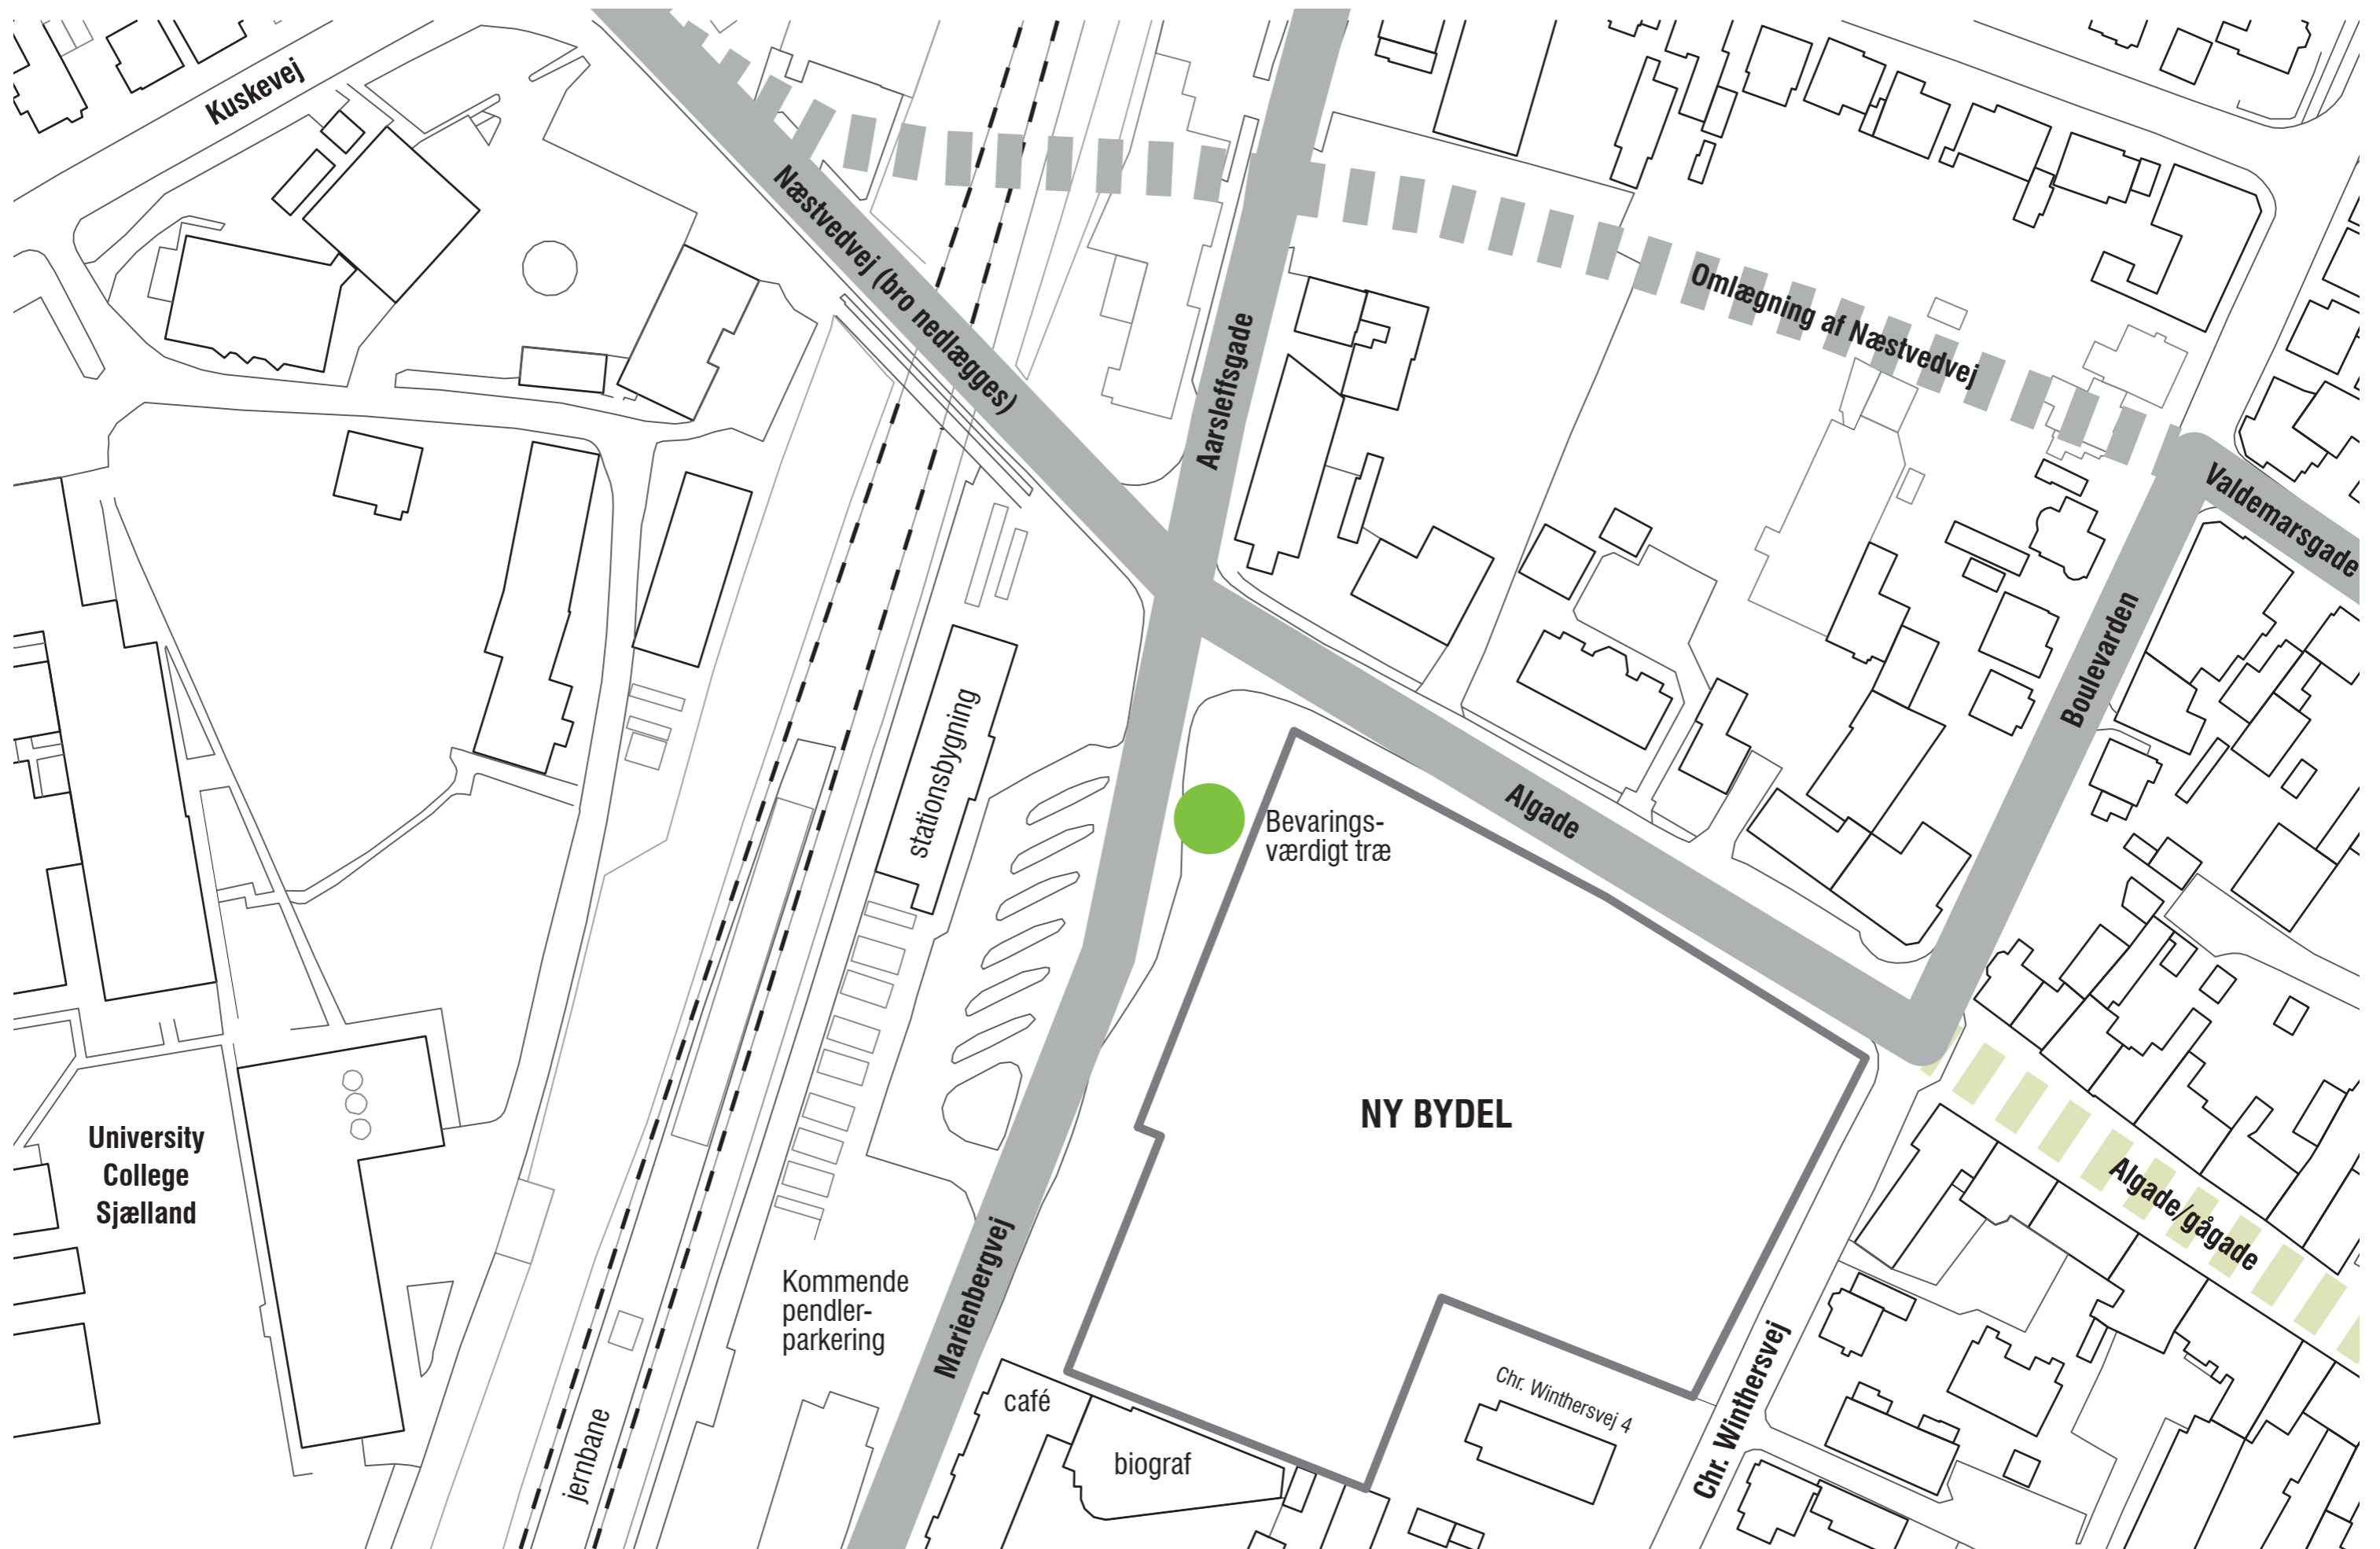 Kuskevej
Næstvedvej (bro nedlægges)
Aarsleffsgade
Omlægning af Næstvedvej
Valdemarsgade
Boulevarden
stationsbygning
Bevarings-
værdigt træ
Algade
NY BYDEL
University
College
Sjælland
Algade/gågade
Kommende
pendler-
parkering
Marienbergvej
Chr. Winthersvej
Chr. Winthersvej 4
café
biograf
jernbane